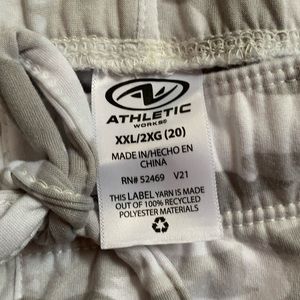 ATHLETIC
WORKS®
XXL/2XG (20)
MADE IN/HECHO EN
CHINA
RN# 52469 V21
THIS LABEL YARN IS MADE
OUT OF 100% RECYCLED
POLYESTER MATERIALS